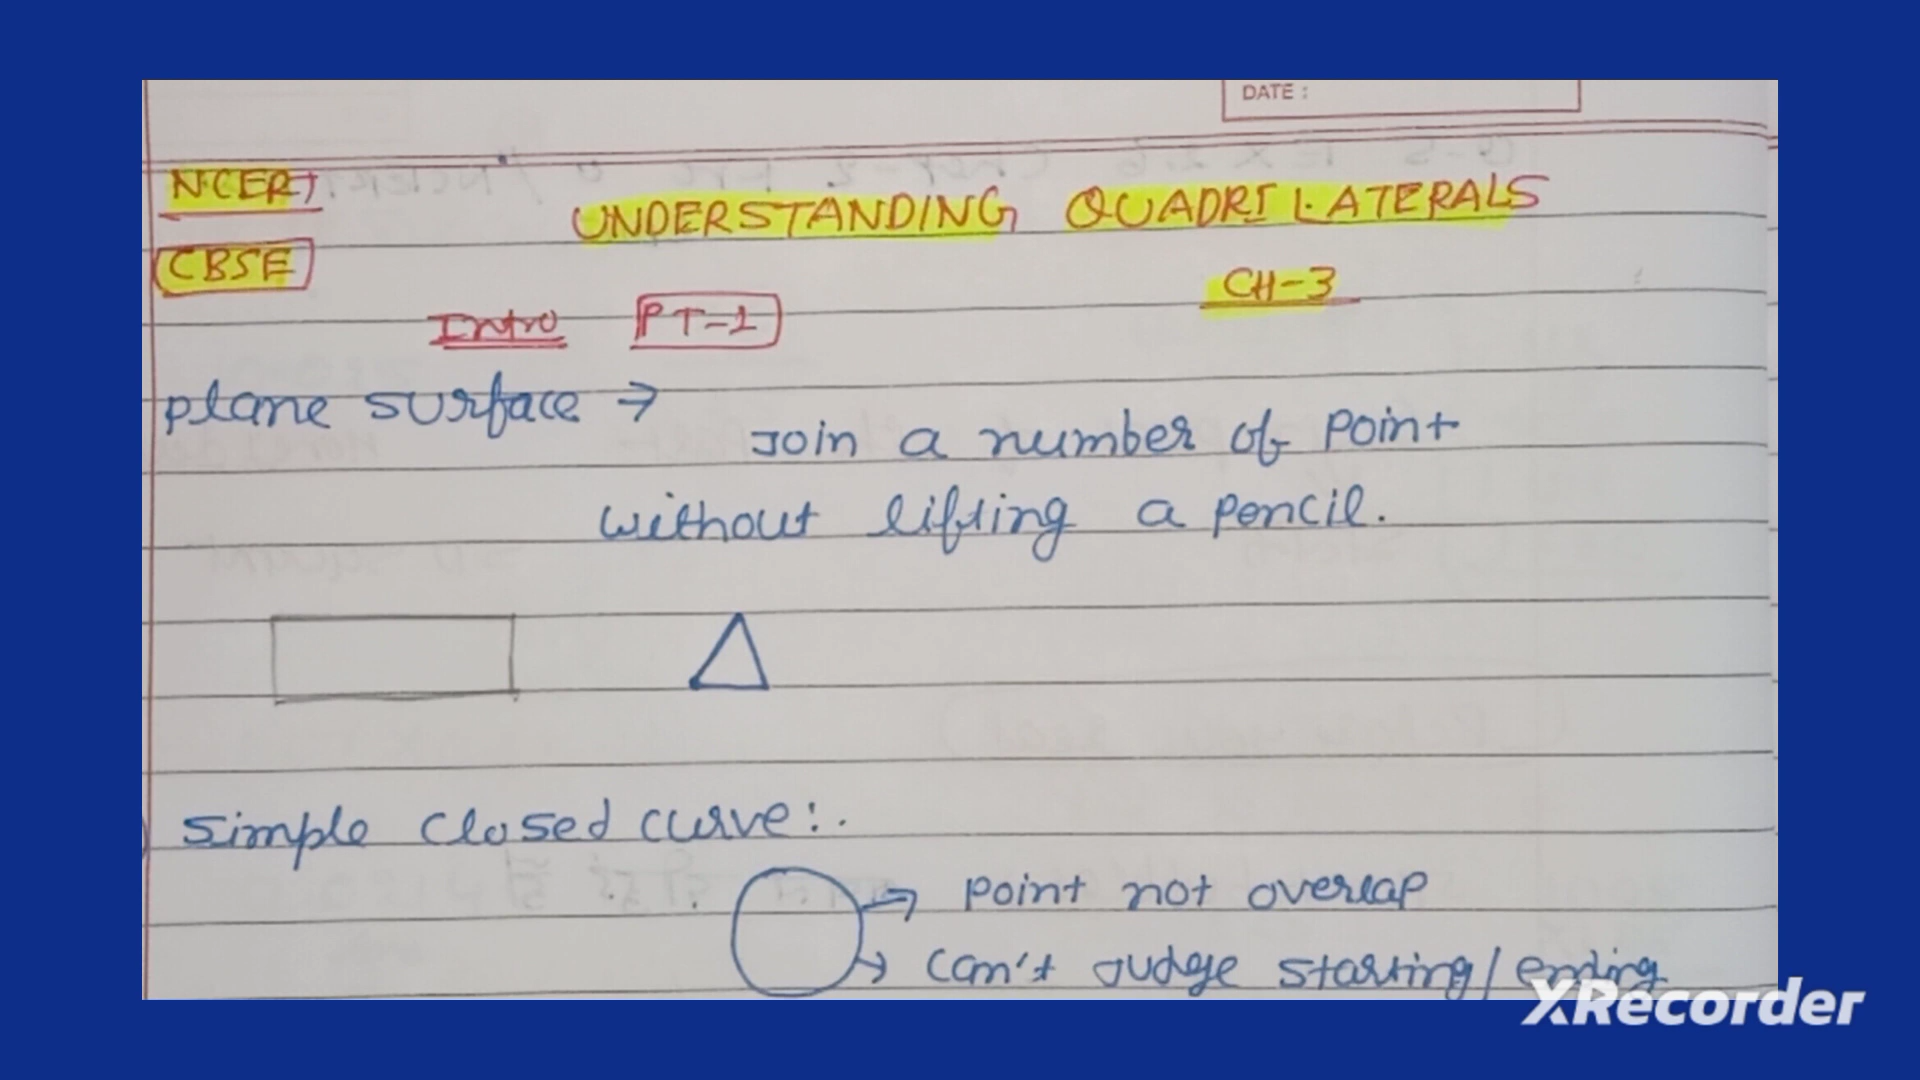 DATE :
NCERT
UNDERSTANDING QUADRILATERALS
CBSE
CH-3
Intro PT-1
plane surface →
Join a number of point
without lifting a pencil.
simple closed curve:.
point not overlap
can't judge starting/ending
XRecorder